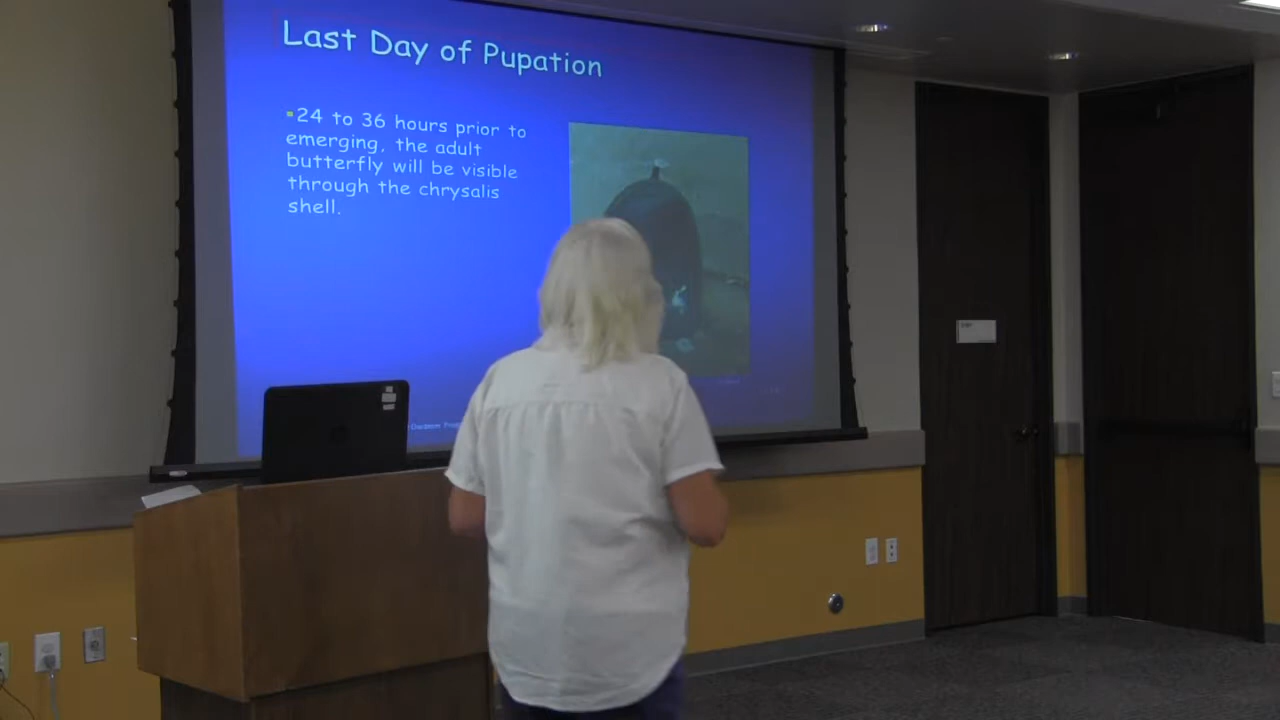 Last Day of Pupation
▪24 to 36 hours prior to
emerging, the adult
butterfly will be visible
through the chrysalis
shell.